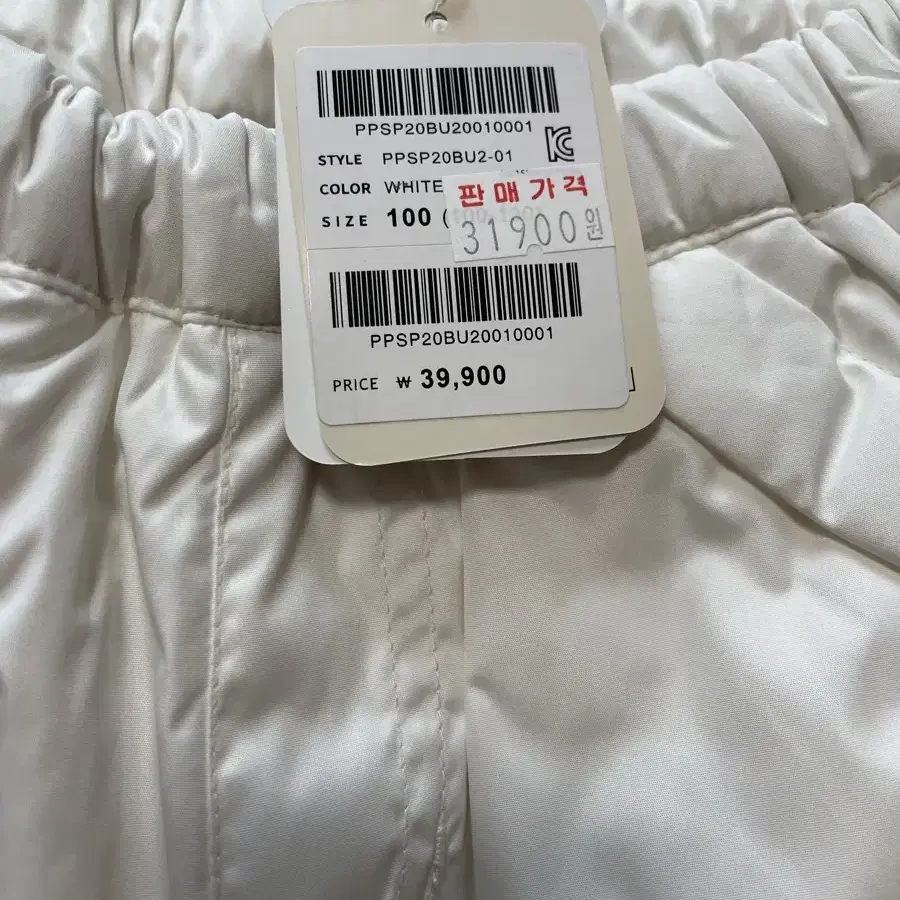 PPSP20BU20010001
STYLE PPSP20BU2-01
COLOR WHITE
SIZE 100 (
판매가격
31900원
PPSP20BU20010001
PRICE ₩ 39,900